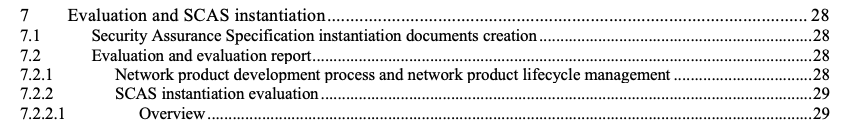 7 Evaluation and SCAS instantiation.................................................................................................................. 28
7.1 Security Assurance Specification instantiation documents creation..................................................................28
7.2 Evaluation and evaluation report.......................................................................................................................28
7.2.1 Network product development process and network product lifecycle management ..................................28
7.2.2 SCAS instantiation evaluation.....................................................................................................................29
7.2.2.1 Overview................................................................................................................................................29